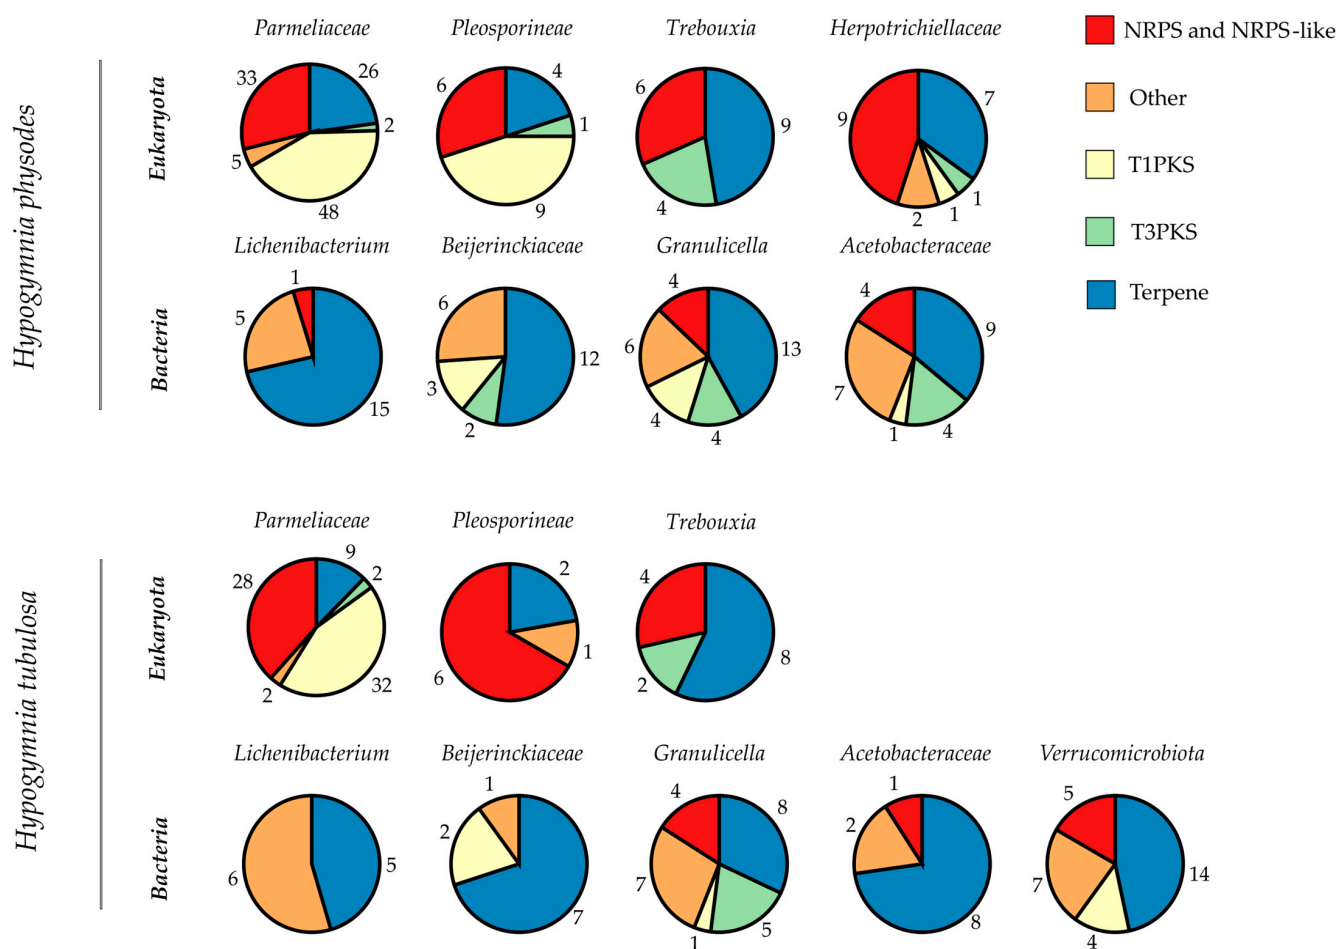 Parmeliaceae Pleosporineae Trebouxia Herpotrichiellaceae
NRPS and NRPS-like
Other
T1PKS
T3PKS
Terpene
Hypogymnia physodes
Eukaryota
33 26 2 48 5
6 4 1 9
6 9 4
9 7 1 1 2
Lichenibacterium Beijerinckiaceae Granulicella Acetobacteraceae
Bacteria
1 5 15
6 12 2 3
4 13 4 4 6
4 9 4 1 7
Hypogymnia tubulosa
Parmeliaceae Pleosporineae Trebouxia
Eukaryota
28 9 2 32 2
2 1 6
4 8 2
Lichenibacterium Beijerinckiaceae Granulicella Acetobacteraceae Verrucomicrobiota
Bacteria
6 5
1 2 7
4 8 5 1 7
1 2 8
5 14 4 7